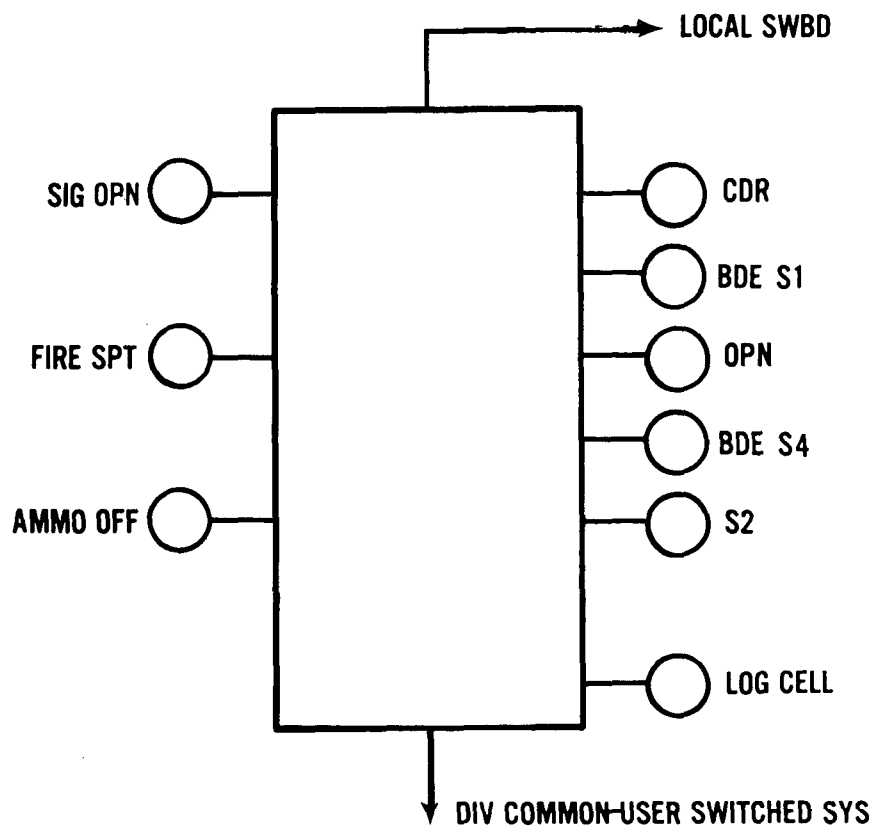 LOCAL SWBD
SIG OPN
CDR
BDE S1
FIRE SPT
OPN
BDE S4
AMMO OFF
S2
LOG CELL
DIV COMMON-USER SWITCHED SYS